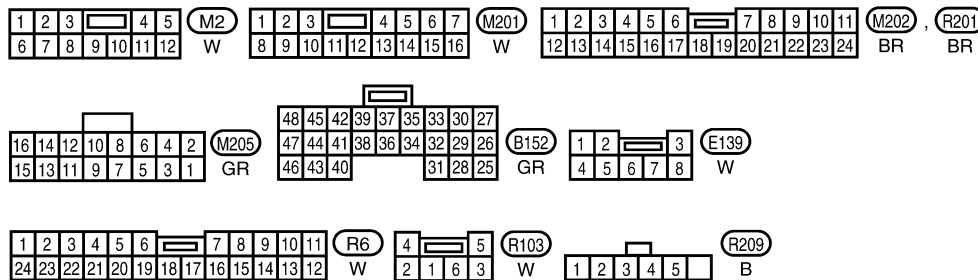 1 2 3 4 5 M2
6 7 8 9 10 11 12 W
1 2 3 4 5 6 7 M201
8 9 10 11 12 13 14 15 16 W
1 2 3 4 5 6 7 8 9 10 11 M202 , R201
12 13 14 15 16 17 18 19 20 21 22 23 24 BR BR
16 14 12 10 8 6 4 2 M205
15 13 11 9 7 5 3 1 GR
48 45 42 39 37 35 33 30 27
47 44 41 38 36 34 32 29 26 B152
46 43 40 31 28 25 GR
1 2 3 E139
4 5 6 7 8 W
1 2 3 4 5 6 7 8 9 10 11 R6
24 23 22 21 20 19 18 17 16 15 14 13 12 W
4 5 R103
2 1 6 3 W
R209
1 2 3 4 5 B